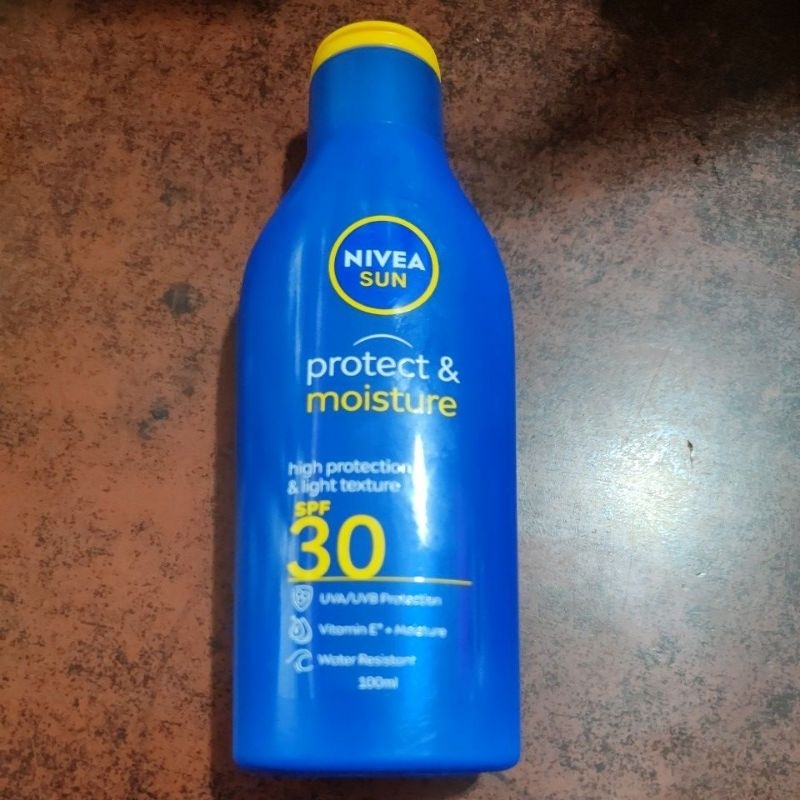 NIVEA
SUN
protect &
moisture
high protection
& light texture
SPF
30
UVA/UVB Protection
Vitamin E* + Moisture
Water Resistant
100ml